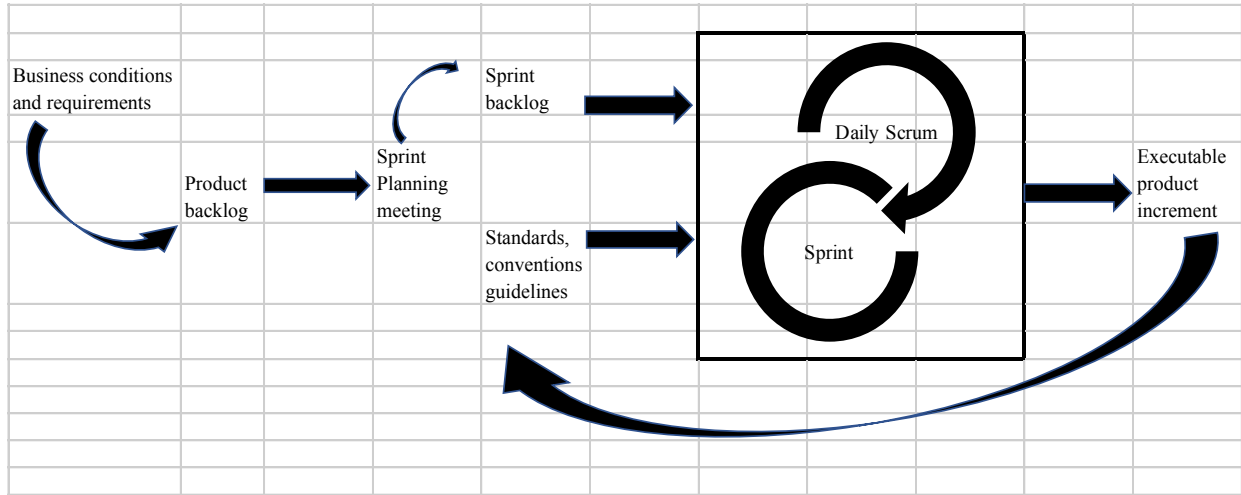 Business conditions
and requirements
Product
backlog
Sprint
Planning
meeting
Sprint
backlog
Standards,
conventions
guidelines
Daily Scrum
Sprint
Executable
product
increment